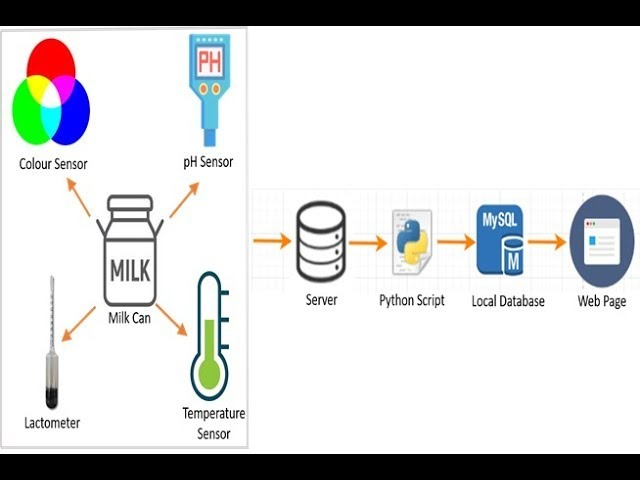 PH
Colour Sensor
pH Sensor
MILK
Milk Can
Lactometer
Temperature
Sensor
Server
Python Script
MySQL
M
Local Database
Web Page